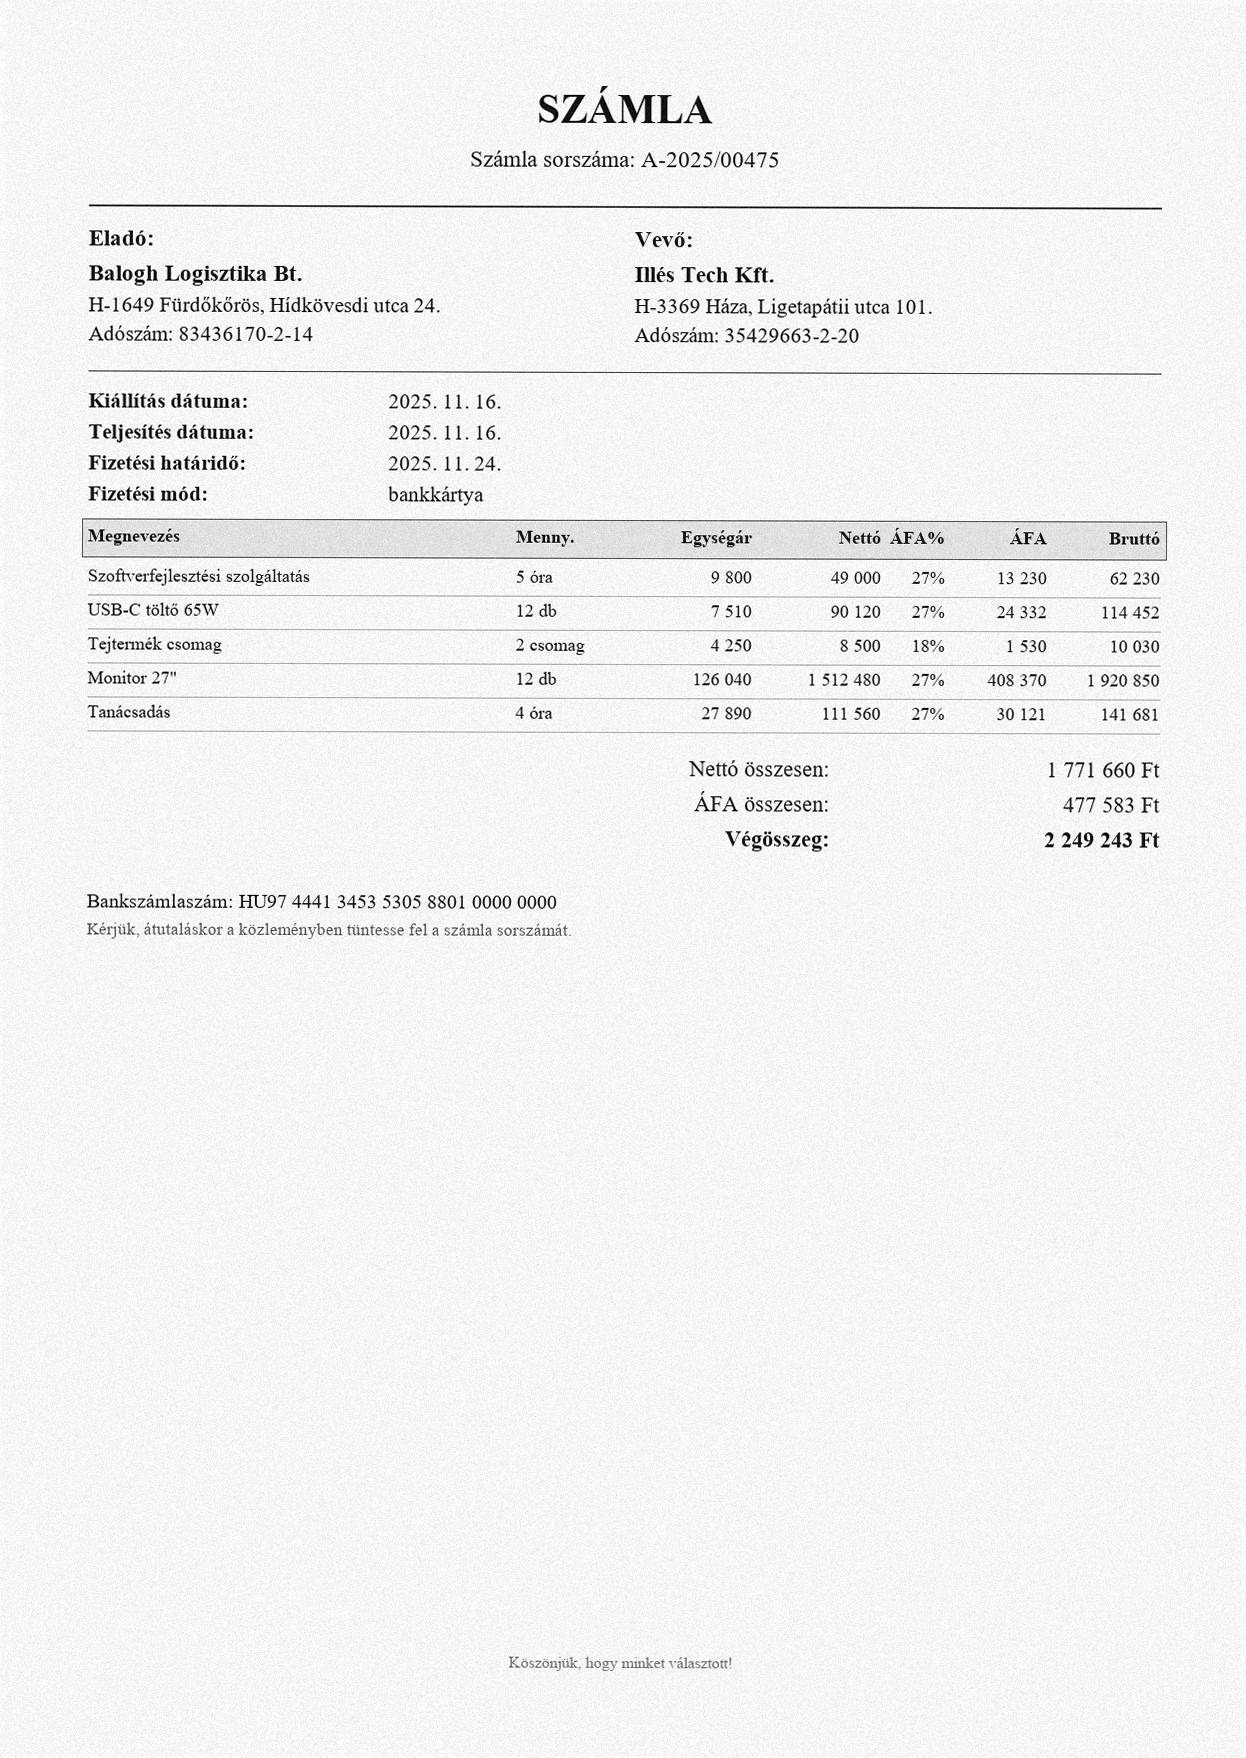 SZÁMLA
Számla sorszáma: A-2025/00475
Eladó:
Balogh Logisztika Bt.
H-1649 Fürdőkőrös, Hídkövesdi utca 24.
Adószám: 83436170-2-14
Vevő:
Illés Tech Kft.
H-3369 Háza, Ligetapátii utca 101.
Adószám: 35429663-2-20
Kiállítás dátuma: 2025. 11. 16.
Teljesítés dátuma: 2025. 11. 16.
Fizetési határidő: 2025. 11. 24.
Fizetési mód: bankkártya
Megnevezés Menny. Egységár Nettó ÁFA% ÁFA Bruttó
Szoftverfejlesztési szolgáltatás 5 óra 9 800 49 000 27% 13 230 62 230
USB-C töltő 65W 12 db 7 510 90 120 27% 24 332 114 452
Tejtermék csomag 2 csomag 4 250 8 500 18% 1 530 10 030
Monitor 27" 12 db 126 040 1 512 480 27% 408 370 1 920 850
Tanácsadás 4 óra 27 890 111 560 27% 30 121 141 681
Nettó összesen: 1 771 660 Ft
ÁFA összesen: 477 583 Ft
Végösszeg: 2 249 243 Ft
Bankszámlaszám: HU97 4441 3453 5305 8801 0000 0000
Kérjük, átutaláskor a közleményben tüntesse fel a számla sorszámát.
Köszönjük, hogy minket választott!